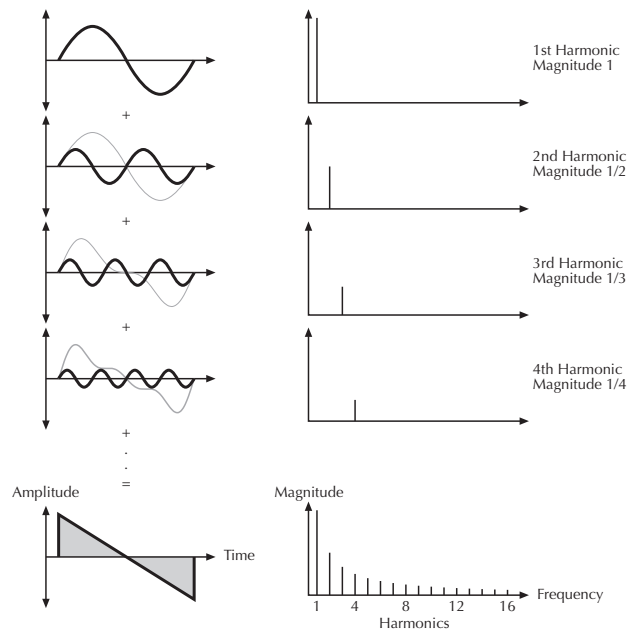 1st Harmonic
Magnitude 1
+
2nd Harmonic
Magnitude 1/2
+
3rd Harmonic
Magnitude 1/3
+
4th Harmonic
Magnitude 1/4
+
.
.
=
Amplitude
Time
Magnitude
Frequency
1 4 8 12 16
Harmonics